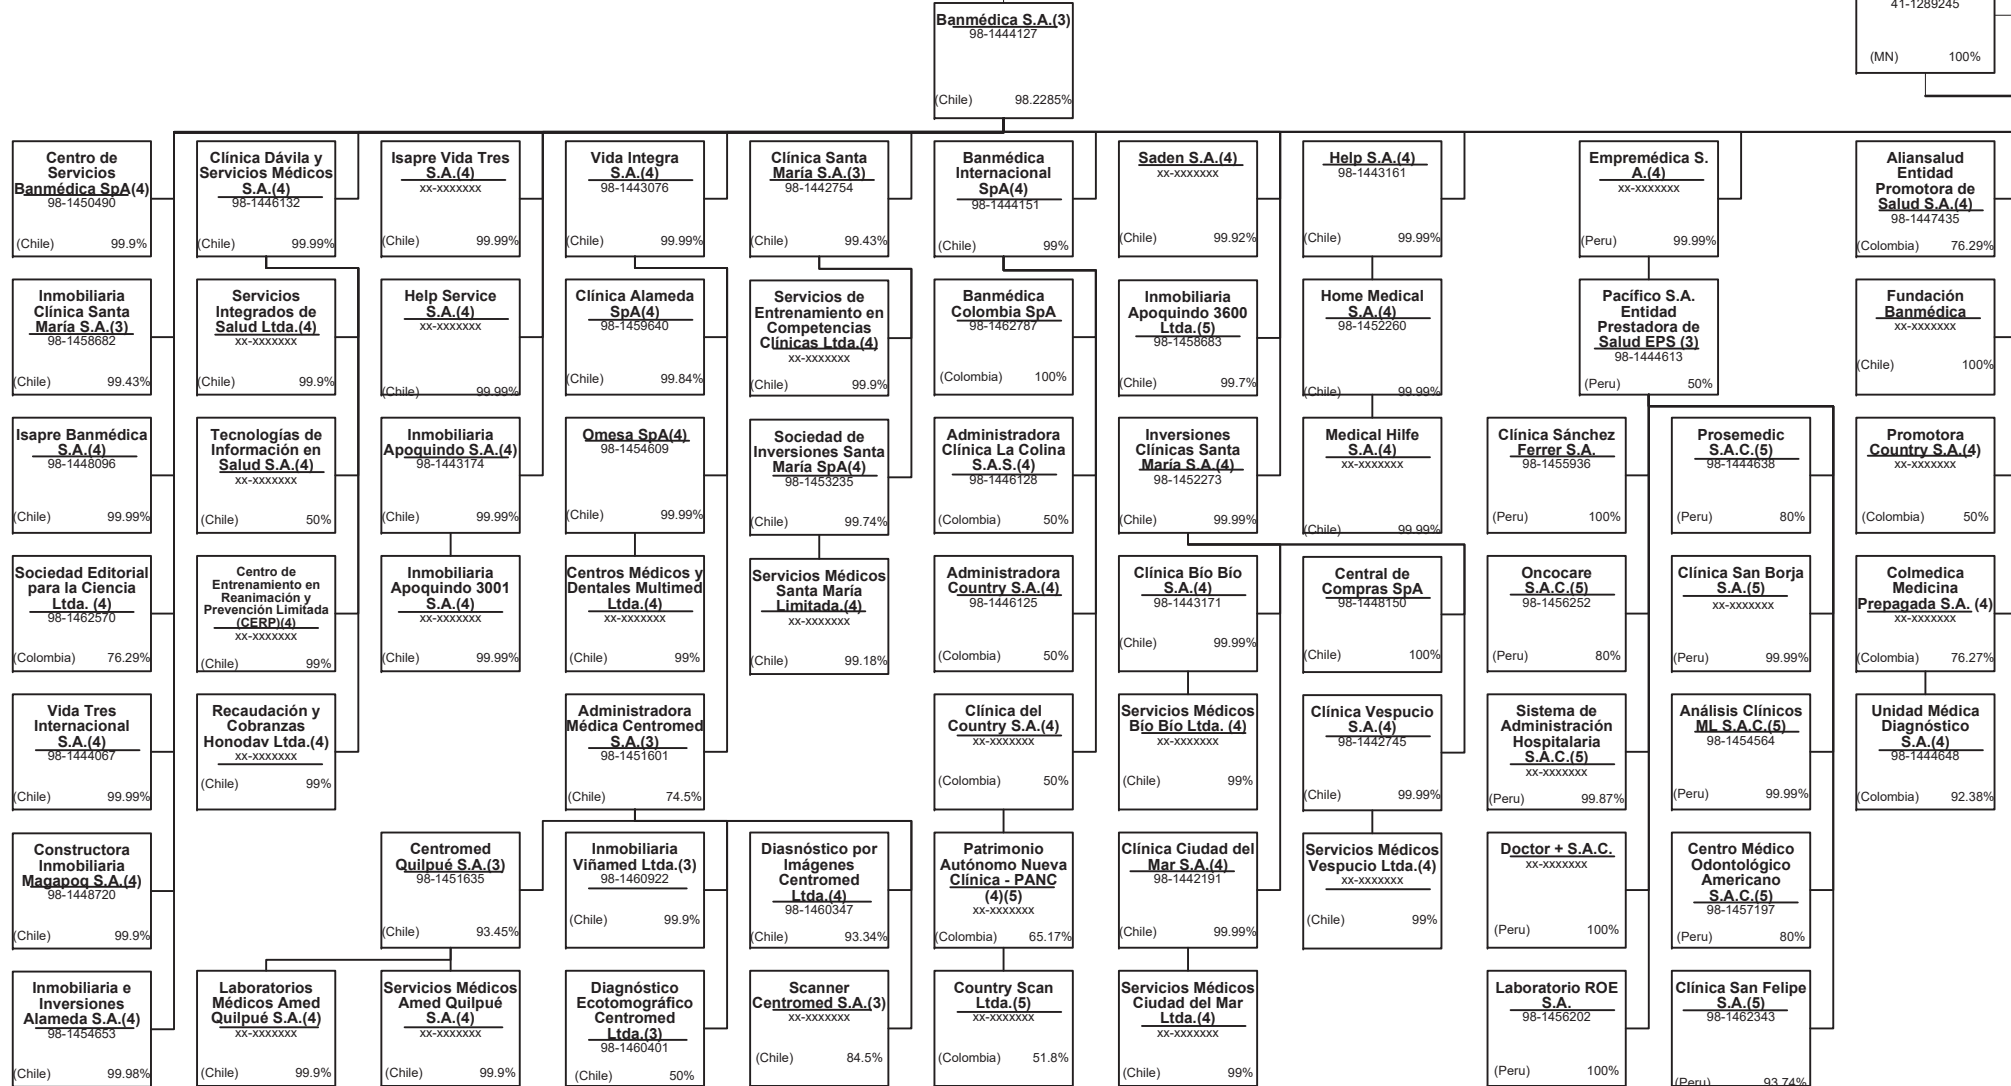 Banmédica S.A.(3)
98-1444127
(Chile) 98.2285%
41-1289245
(MN) 100%
Centro de
Servicios
Banmédica SpA(4)
98-1450490
(Chile) 99.9%
Clínica Dávila y
Servicios Médicos
S.A.(4)
98-1446132
(Chile) 99.99%
Isapre Vida Tres
S.A.(4)
xx-xxxxxxx
(Chile) 99.99%
Vida Integra
S.A.(4)
98-1443076
(Chile) 99.99%
Clínica Santa
María S.A.(3)
98-1442754
(Chile) 99.43%
Banmédica
Internacional
SpA(4)
98-1444151
(Chile) 99%
Saden S.A.(4)
xx-xxxxxxx
(Chile) 99.92%
Help S.A.(4)
98-1443161
(Chile) 99.99%
Empremédica S.
A.(4)
xx-xxxxxxx
(Peru) 99.99%
Aliansalud
Entidad
Promotora de
Salud S.A.(4)
98-1447435
(Colombia) 76.29%
Inmobiliaria
Clínica Santa
María S.A.(3)
98-1458682
(Chile) 99.43%
Servicios
Integrados de
Salud Ltda.(4)
xx-xxxxxxx
(Chile) 99.9%
Help Service
S.A.(4)
xx-xxxxxxx
(Chile) 99.99%
Clínica Alameda
SpA(4)
98-1459640
(Chile) 99.84%
Servicios de
Entrenamiento en
Competencias
Clínicas Ltda.(4)
xx-xxxxxxx
(Chile) 99.9%
Banmédica
Colombia SpA
98-1462787
(Colombia) 100%
Inmobiliaria
Apoquindo 3600
Ltda.(5)
98-1458683
(Chile) 99.7%
Home Medical
S.A.(4)
98-1452260
(Chile) 99.99%
Pacífico S.A.
Entidad
Prestadora de
Salud EPS (3)
98-1444613
(Peru) 50%
Fundación
Banmédica
xx-xxxxxxx
(Chile) 100%
Isapre Banmédica
S.A.(4)
98-1448096
(Chile) 99.99%
Tecnologías de
Información en
Salud S.A.(4)
xx-xxxxxxx
(Chile) 50%
Inmobiliaria
Apoquindo S.A.(4)
98-1443174
(Chile) 99.99%
Omesa SpA(4)
98-1454609
(Chile) 99.99%
Sociedad de
Inversiones Santa
María SpA(4)
98-1453235
(Chile) 99.74%
Administradora
Clínica La Colina
S.A.S.(4)
98-1446128
(Colombia) 50%
Inversiones
Clínicas Santa
María S.A.(4)
98-1452273
(Chile) 99.99%
Medical Hilfe
S.A.(4)
xx-xxxxxxx
(Chile) 99.99%
Clínica Sánchez
Ferrer S.A.
98-1455936
(Peru) 100%
Prosemedic
S.A.C.(5)
98-1444638
(Peru) 80%
Promotora
Country S.A.(4)
xx-xxxxxxx
(Colombia) 50%
Sociedad Editorial
para la Ciencia
Ltda. (4)
98-1462570
(Colombia) 76.29%
Centro de
Entrenamiento en
Reanimación y
Prevención Limitada
(CERP)(4)
xx-xxxxxxx
(Chile) 99%
Inmobiliaria
Apoquindo 3001
S.A.(4)
xx-xxxxxxx
(Chile) 99.99%
Centros Médicos y
Dentales Multimed
Ltda.(4)
xx-xxxxxxx
(Chile) 99%
Servicios Médicos
Santa María
Limitada.(4)
xx-xxxxxxx
(Chile) 99.18%
Administradora
Country S.A.(4)
98-1446125
(Colombia) 50%
Clínica Bío Bío
S.A.(4)
98-1443171
(Chile) 99.99%
Central de
Compras SpA
98-1448150
(Chile) 100%
Oncocare
S.A.C.(5)
98-1456252
(Peru) 80%
Clínica San Borja
S.A.(5)
xx-xxxxxxx
(Peru) 99.99%
Colmedica
Medicina
Prepagada S.A. (4)
xx-xxxxxxx
(Colombia) 76.27%
Vida Tres
Internacional
S.A.(4)
98-1444067
(Chile) 99.99%
Recaudación y
Cobranzas
Honodav Ltda.(4)
xx-xxxxxxx
(Chile) 99%
Administradora
Médica Centromed
S.A.(3)
98-1451601
(Chile) 74.5%
Clínica del
Country S.A.(4)
xx-xxxxxxx
(Colombia) 50%
Servicios Médicos
Bío Bío Ltda. (4)
xx-xxxxxxx
(Chile) 99%
Clínica Vespucio
S.A.(4)
98-1442745
(Chile) 99.99%
Sistema de
Administración
Hospitalaria
S.A.C.(5)
xx-xxxxxxx
(Peru) 99.87%
Análisis Clínicos
ML S.A.C.(5)
98-1454564
(Peru) 99.99%
Unidad Médica
Diagnóstico
S.A.(4)
98-1444648
(Colombia) 92.38%
Constructora
Inmobiliaria
Magapoq S.A.(4)
98-1448720
(Chile) 99.9%
Centromed
Quilpué S.A.(3)
98-1451635
(Chile) 93.45%
Inmobiliaria
Viñamed Ltda.(3)
98-1460922
(Chile) 99.9%
Diasnóstico por
Imágenes
Centromed
Ltda.(4)
98-1460347
(Chile) 93.34%
Patrimonio
Autónomo Nueva
Clínica - PANC
(4)(5)
xx-xxxxxxx
(Colombia) 65.17%
Clínica Ciudad del
Mar S.A.(4)
98-1442191
(Chile) 99.99%
Servicios Médicos
Vespucio Ltda.(4)
xx-xxxxxxx
(Chile) 99%
Doctor + S.A.C.
xx-xxxxxxx
(Peru) 100%
Centro Médico
Odontológico
Americano
S.A.C.(5)
98-1457197
(Peru) 80%
Inmobiliaria e
Inversiones
Alameda S.A.(4)
98-1454653
(Chile) 99.98%
Laboratorios
Médicos Amed
Quilpué S.A.(4)
xx-xxxxxxx
(Chile) 99.9%
Servicios Médicos
Amed Quilpué
S.A.(4)
xx-xxxxxxx
(Chile) 99.9%
Diagnóstico
Ecotomográfico
Centromed
Ltda.(3)
98-1460401
(Chile) 50%
Scanner
Centromed S.A.(3)
xx-xxxxxxx
(Chile) 84.5%
Country Scan
Ltda.(5)
xx-xxxxxxx
(Colombia) 51.8%
Servicios Médicos
Ciudad del Mar
Ltda.(4)
xx-xxxxxxx
(Chile) 99%
Laboratorio ROE
S.A.
98-1456202
(Peru) 100%
Clínica San Felipe
S.A.(5)
98-1462343
(Peru) 93.74%